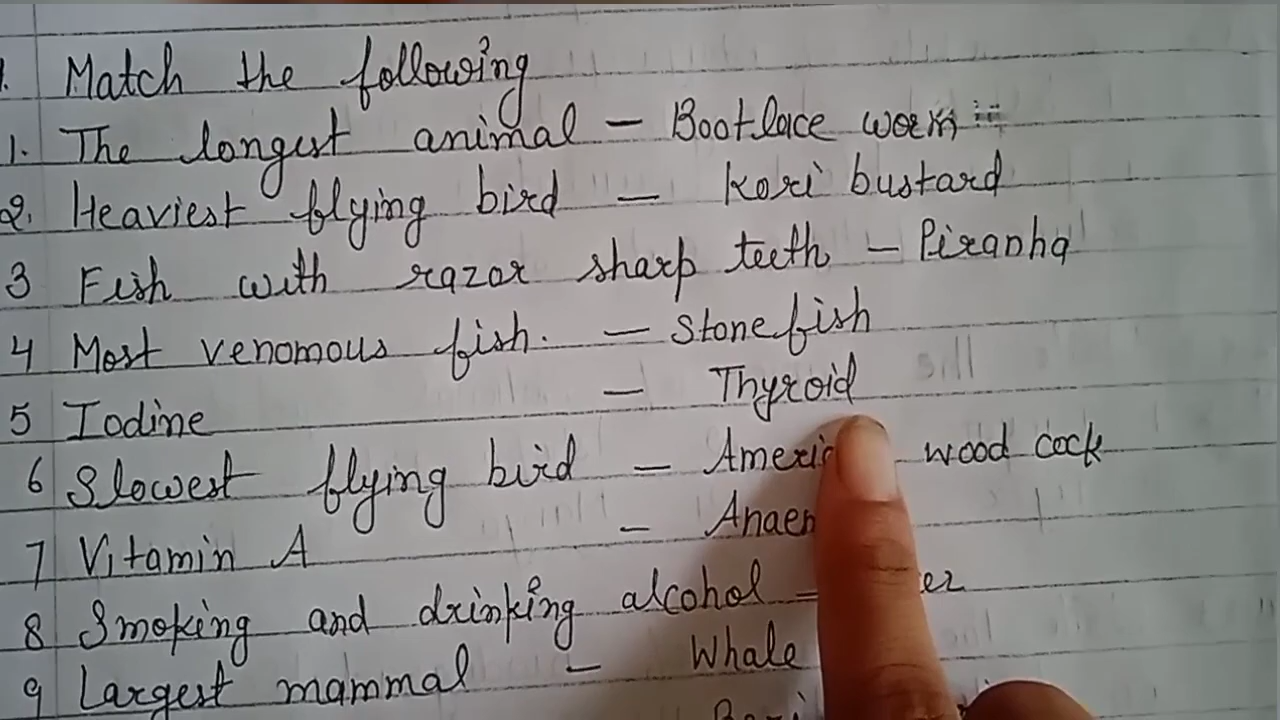 1. Match the following
1. The longest animal - Bootlace worm
2. Heaviest flying bird - Kori bustard
3 Fish with razor sharp teeth - Piranha
4 Most venomous fish. - Stonefish
5 Iodine - Thyroid
6 Slowest flying bird - wood cock
7 Vitamin A -
8 Smoking and drinking alcohol -
9 Largest mammal - Whale